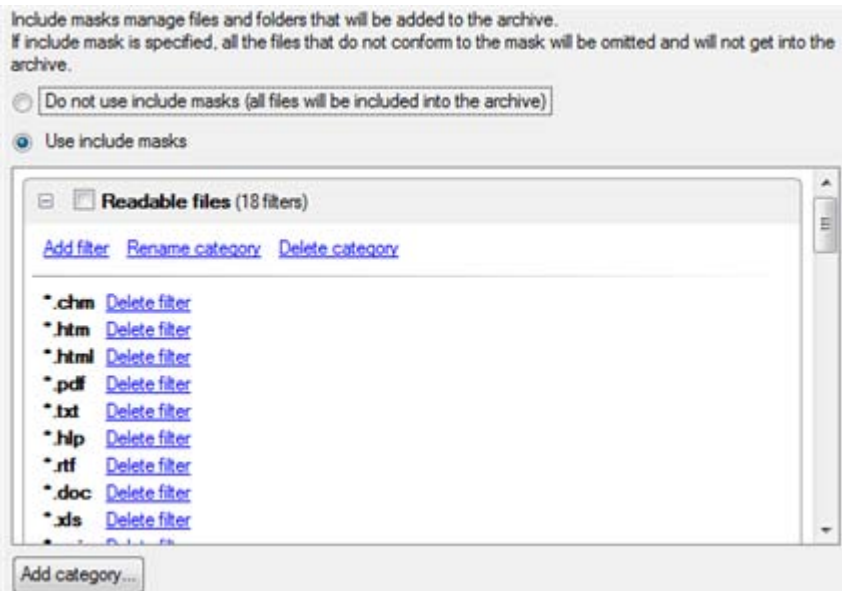 Include masks manage files and folders that will be added to the archive.
If include mask is specified, all the files that do not conform to the mask will be omitted and will not get into the
archive.
Do not use include masks (all files will be included into the archive)
Use include masks
Readable files (18 filters)
Add filter Rename category Delete category
*.chm Delete filter
*.htm Delete filter
*.html Delete filter
*.pdf Delete filter
*.txt Delete filter
*.hlp Delete filter
*.rtf Delete filter
*.doc Delete filter
*.xls Delete filter
Add category...